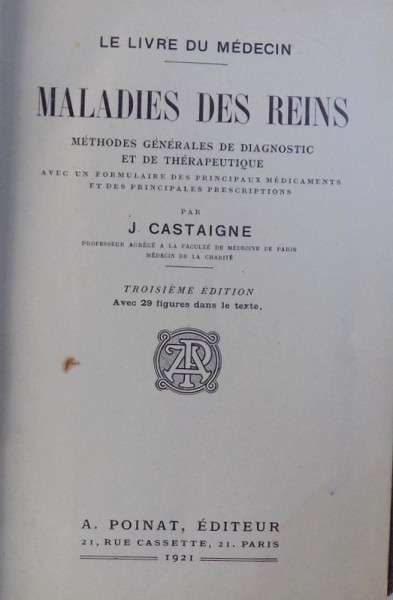 LE LIVRE DU MÉDECIN
MALADIES DES REINS
MÉTHODES GÉNÉRALES DE DIAGNOSTIC
ET DE THÉRAPEUTIQUE
AVEC UN FORMULAIRE DES PRINCIPAUX MÉDICAMENTS
ET DES PRINCIPALES PRESCRIPTIONS
PAR
J. CASTAIGNE
PROFESSEUR AGRÉGÉ A LA FACULTÉ DE MÉDECINE DE PARIS
MÉDECIN DE LA CHARITÉ
TROISIÈME ÉDITION
Avec 29 figures dans le texte.
A. POINAT, ÉDITEUR
21, RUE CASSETTE, 21. PARIS
1921